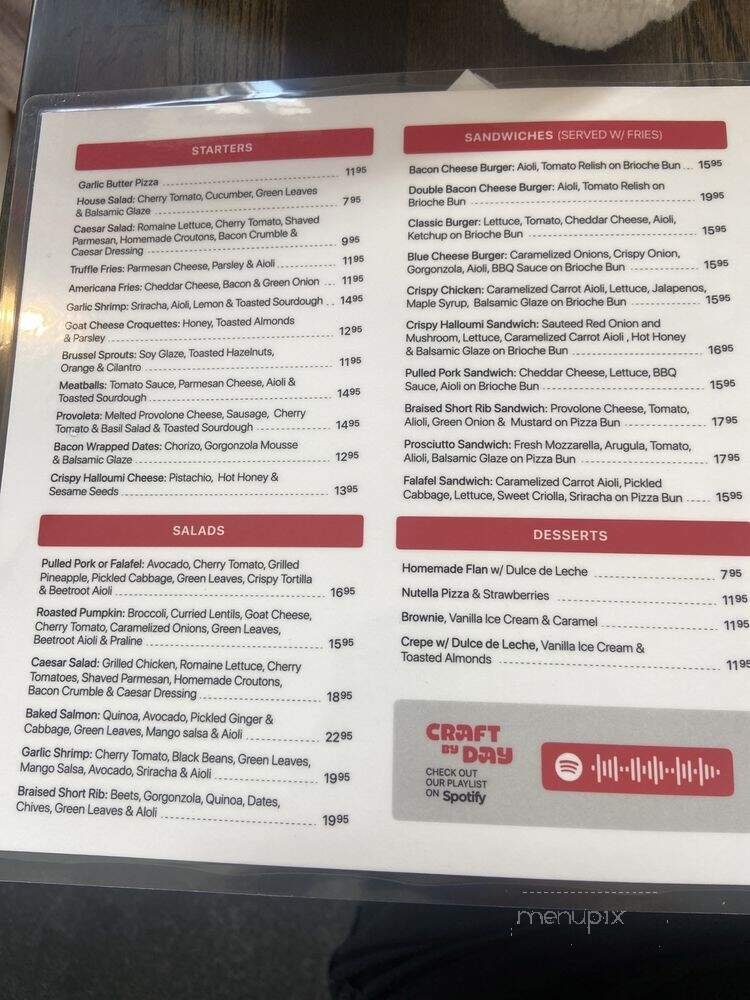 STARTERS
Garlic Butter Pizza 11⁹⁵
House Salad: Cherry Tomato, Cucumber, Green Leaves
& Balsamic Glaze 7⁹⁵
Caesar Salad: Romaine Lettuce, Cherry Tomato, Shaved
Parmesan, Homemade Croutons, Bacon Crumble &
Caesar Dressing 9⁹⁵
Truffle Fries: Parmesan Cheese, Parsley & Aioli 11⁹⁵
Americana Fries: Cheddar Cheese, Bacon & Green Onion 11⁹⁵
Garlic Shrimp: Sriracha, Aioli, Lemon & Toasted Sourdough 14⁹⁵
Goat Cheese Croquettes: Honey, Toasted Almonds
& Parsley 12⁹⁵
Brussel Sprouts: Soy Glaze, Toasted Hazelnuts,
Orange & Cilantro 11⁹⁵
Meatballs: Tomato Sauce, Parmesan Cheese, Aioli &
Toasted Sourdough 14⁹⁵
Provoleta: Melted Provolone Cheese, Sausage, Cherry
Tomato & Basil Salad & Toasted Sourdough 14⁹⁵
Bacon Wrapped Dates: Chorizo, Gorgonzola Mousse
& Balsamic Glaze 12⁹⁵
Crispy Halloumi Cheese: Pistachio, Hot Honey &
Sesame Seeds 13⁹⁵
SALADS
Pulled Pork or Falafel: Avocado, Cherry Tomato, Grilled
Pineapple, Pickled Cabbage, Green Leaves, Crispy Tortilla
& Beetroot Aioli 16⁹⁵
Roasted Pumpkin: Broccoli, Curried Lentils, Goat Cheese,
Cherry Tomato, Caramelized Onions, Green Leaves,
Beetroot Aioli & Praline 15⁹⁵
Caesar Salad: Grilled Chicken, Romaine Lettuce, Cherry
Tomatoes, Shaved Parmesan, Homemade Croutons,
Bacon Crumble & Caesar Dressing 18⁹⁵
Baked Salmon: Quinoa, Avocado, Pickled Ginger &
Cabbage, Green Leaves, Mango salsa & Aioli 22⁹⁵
Garlic Shrimp: Cherry Tomato, Black Beans, Green Leaves,
Mango Salsa, Avocado, Sriracha & Aioli 19⁹⁵
Braised Short Rib: Beets, Gorgonzola, Quinoa, Dates,
Chives, Green Leaves & Aloli 19⁹⁵
SANDWICHES (SERVED W/ FRIES)
Bacon Cheese Burger: Aioli, Tomato Relish on Brioche Bun 15⁹⁵
Double Bacon Cheese Burger: Aioli, Tomato Relish on
Brioche Bun 19⁹⁵
Classic Burger: Lettuce, Tomato, Cheddar Cheese, Aioli,
Ketchup on Brioche Bun 15⁹⁵
Blue Cheese Burger: Caramelized Onions, Crispy Onion,
Gorgonzola, Aioli, BBQ Sauce on Brioche Bun 15⁹⁵
Crispy Chicken: Caramelized Carrot Aioli, Lettuce, Jalapenos,
Maple Syrup, Balsamic Glaze on Brioche Bun 15⁹⁵
Crispy Halloumi Sandwich: Sauteed Red Onion and
Mushroom, Lettuce, Caramelized Carrot Aioli , Hot Honey
& Balsamic Glaze on Brioche Bun 16⁹⁵
Pulled Pork Sandwich: Cheddar Cheese, Lettuce, BBQ
Sauce, Aioli on Brioche Bun 15⁹⁵
Braised Short Rib Sandwich: Provolone Cheese, Tomato,
Alioli, Green Onion & Mustard on Pizza Bun 17⁹⁵
Prosciutto Sandwich: Fresh Mozzarella, Arugula, Tomato,
Alioli, Balsamic Glaze on Pizza Bun 17⁹⁵
Falafel Sandwich: Caramelized Carrot Aioli, Pickled
Cabbage, Lettuce, Sweet Criolla, Sriracha on Pizza Bun 15⁹⁵
DESSERTS
Homemade Flan w/ Dulce de Leche 7⁹⁵
Nutella Pizza & Strawberries 11⁹⁵
Brownie, Vanilla Ice Cream & Caramel 11⁹⁵
Crepe w/ Dulce de Leche, Vanilla Ice Cream &
Toasted Almonds 11⁹⁵
CRAFT
BY DAY
CHECK OUT
OUR PLAYLIST
ON Spotify
menupix